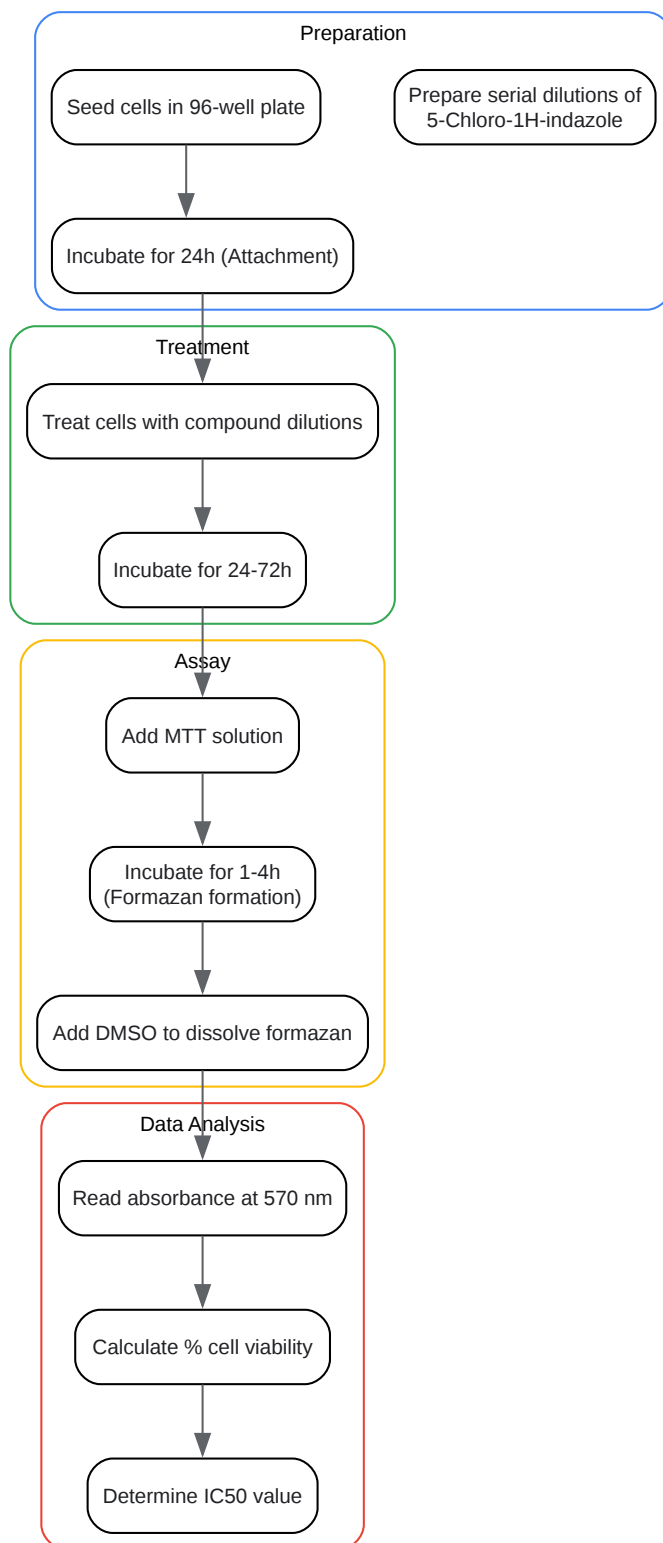 Preparation
Seed cells in 96-well plate
Prepare serial dilutions of
5-Chloro-1H-indazole
Incubate for 24h (Attachment)
Treatment
Treat cells with compound dilutions
Incubate for 24-72h
Assay
Add MTT solution
Incubate for 1-4h
(Formazan formation)
Add DMSO to dissolve formazan
Data Analysis
Read absorbance at 570 nm
Calculate % cell viability
Determine IC50 value